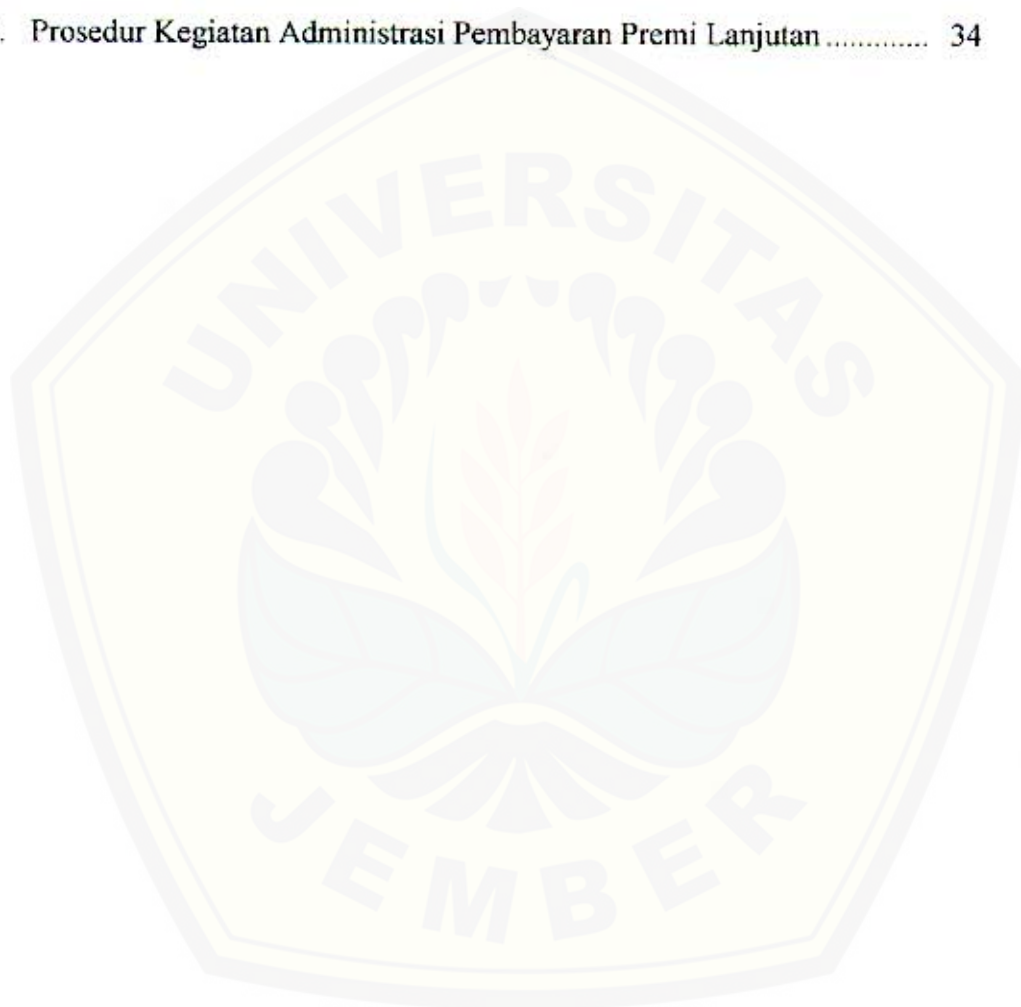 . Prosedur Kegiatan Administrasi Pembayaran Premi Lanjutan ............. 34
UNIVERSITAS
JEMBER